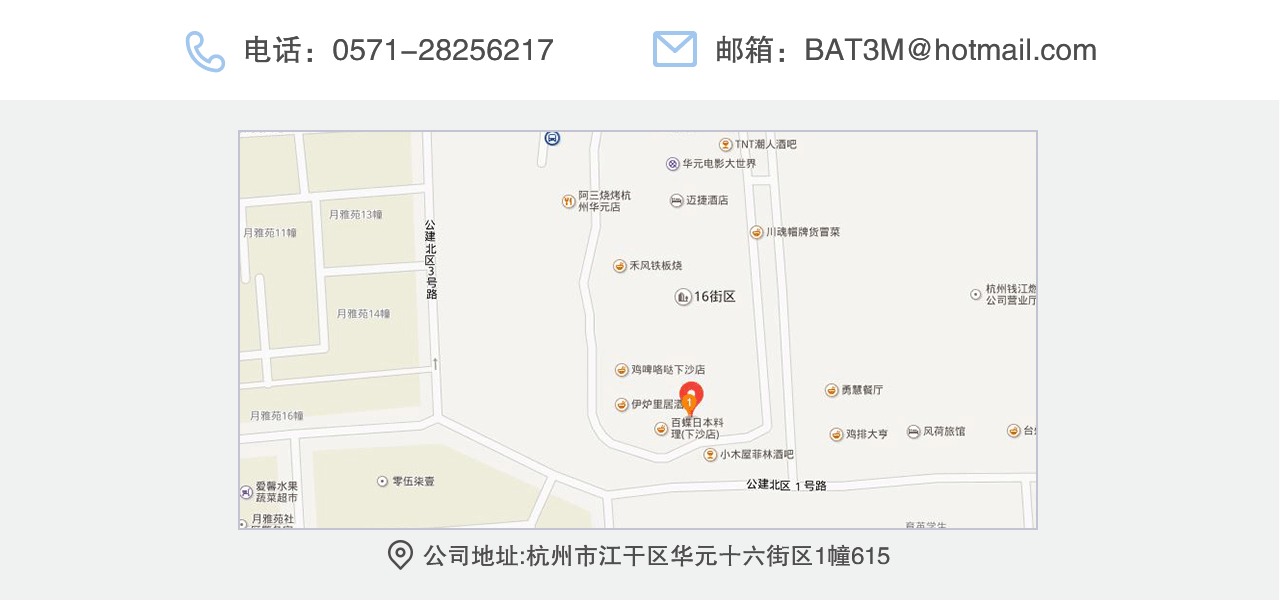 电话：0571-28256217
邮箱：BAT3M@hotmail.com
TNT潮人酒吧
华元电影大世界
阿三烧烤杭
州华元店
迈捷酒店
月雅苑13幢
月雅苑11幢
公建北区3号路
川魂帽牌货冒菜
禾风铁板烧
16街区
杭州钱江燃
公司营业厅
月雅苑14幢
鸡啤咯哒下沙店
勇慧餐厅
伊炉里居酒
1
百蝶日本料
理(下沙店)
月雅苑16幢
鸡排大亨
风荷旅馆
台
小木屋菲林酒吧
零伍柒壹
公建北区 1 号路
爱馨水果
蔬菜超市
月雅苑社
育英学生
公司地址:杭州市江干区华元十六街区1幢615